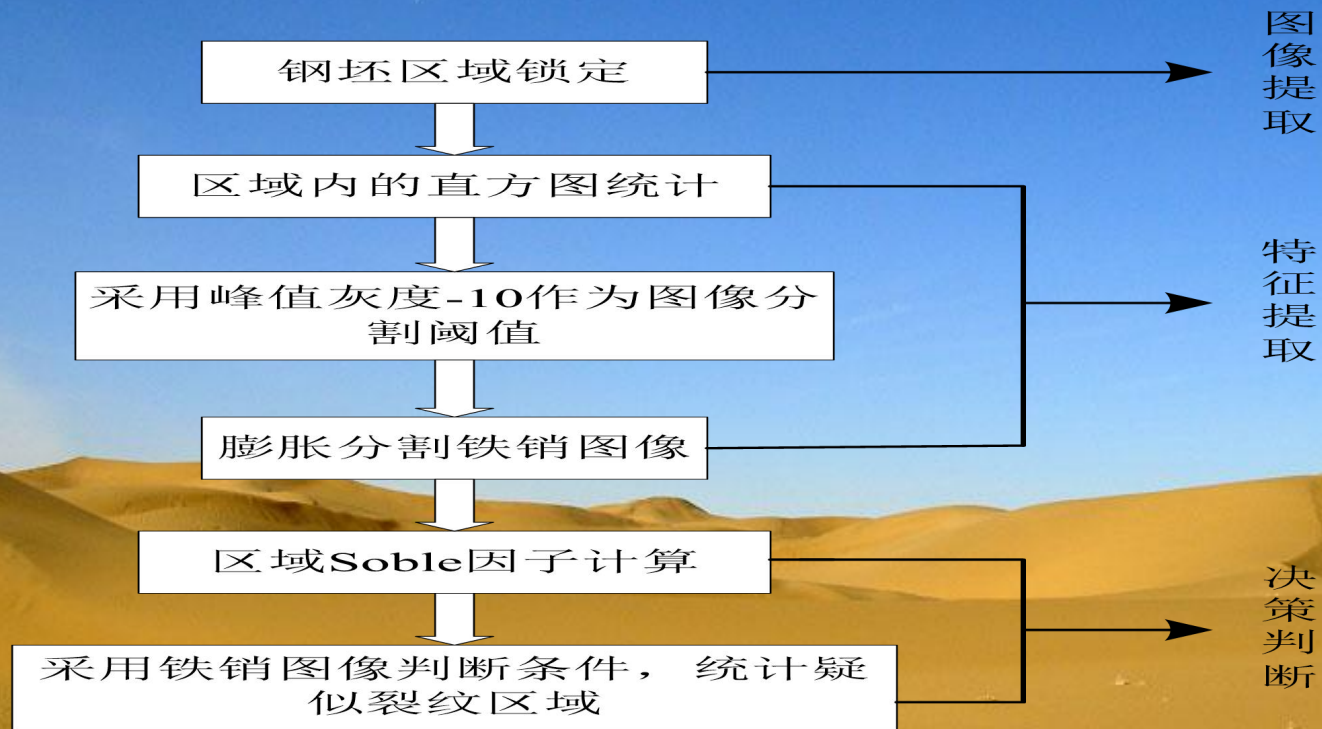 钢坯区域锁定
区域内的直方图统计
采用峰值灰度-10作为图像分
割阈值
膨胀分割铁销图像
区域Soble因子计算
采用铁销图像判断条件，统计疑
似裂纹区域
图像提取
特征提取
决策判断